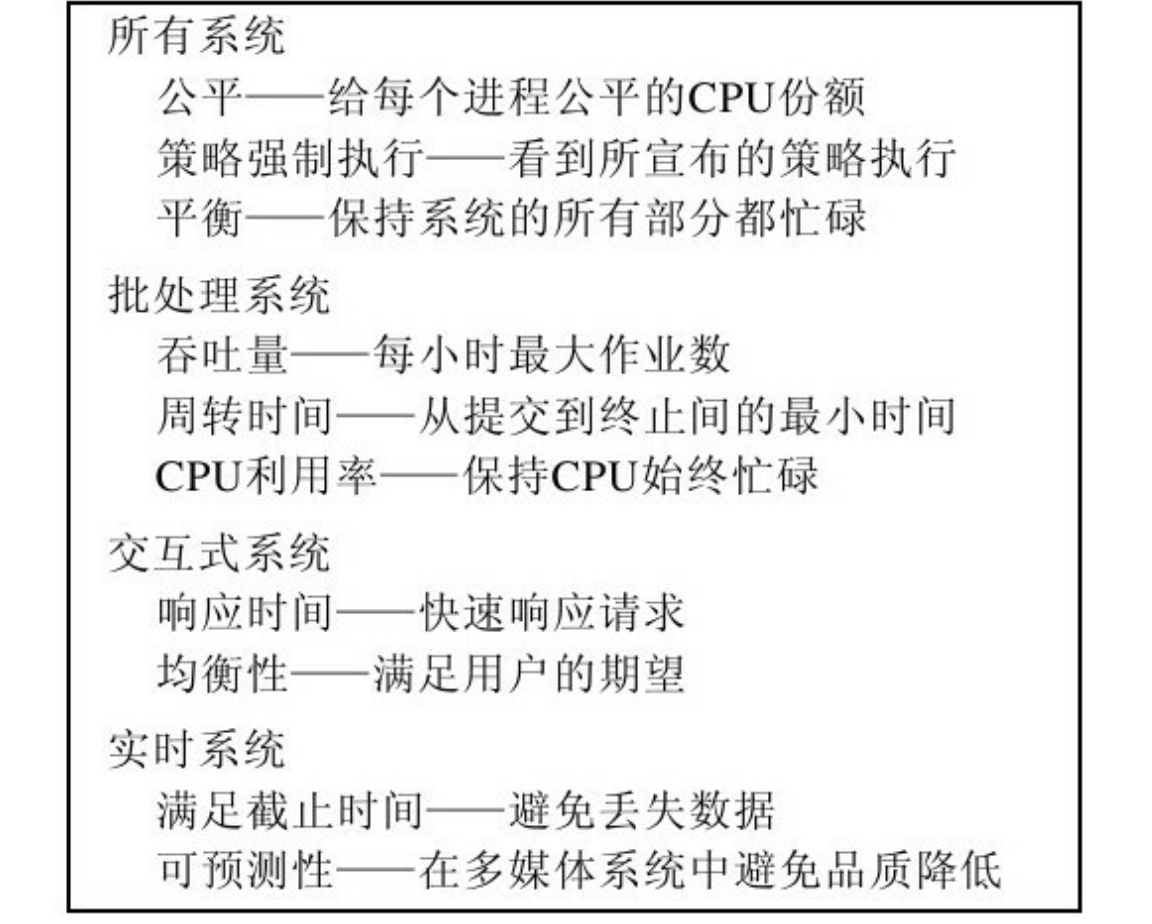 所有系统
公平——给每个进程公平的CPU份额
策略强制执行——看到所宣布的策略执行
平衡——保持系统的所有部分都忙碌
批处理系统
吞吐量——每小时最大作业数
周转时间——从提交到终止间的最小时间
CPU利用率——保持CPU始终忙碌
交互式系统
响应时间——快速响应请求
均衡性——满足用户的期望
实时系统
满足截止时间——避免丢失数据
可预测性——在多媒体系统中避免品质降低